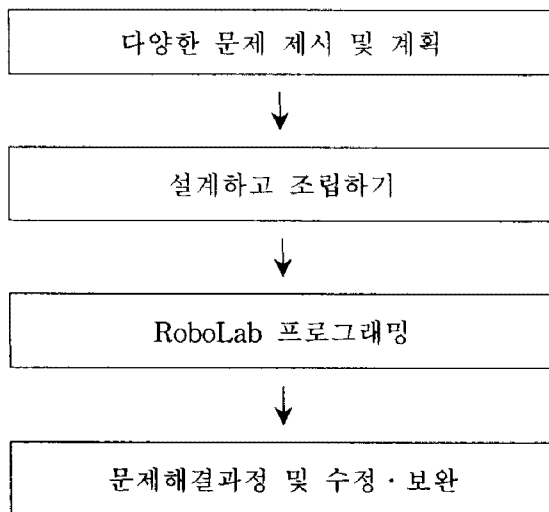 다양한 문제 제시 및 계획
설계하고 조립하기
RoboLab 프로그래밍
문제해결과정 및 수정 · 보완